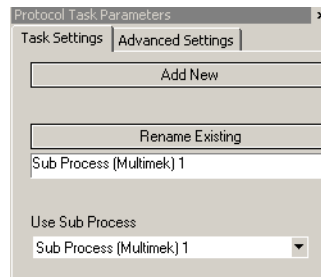 Protocol Task Parameters
Task Settings
Advanced Settings
Add New
Rename Existing
Sub Process (Multimek) 1
Use Sub Process
Sub Process (Multimek) 1